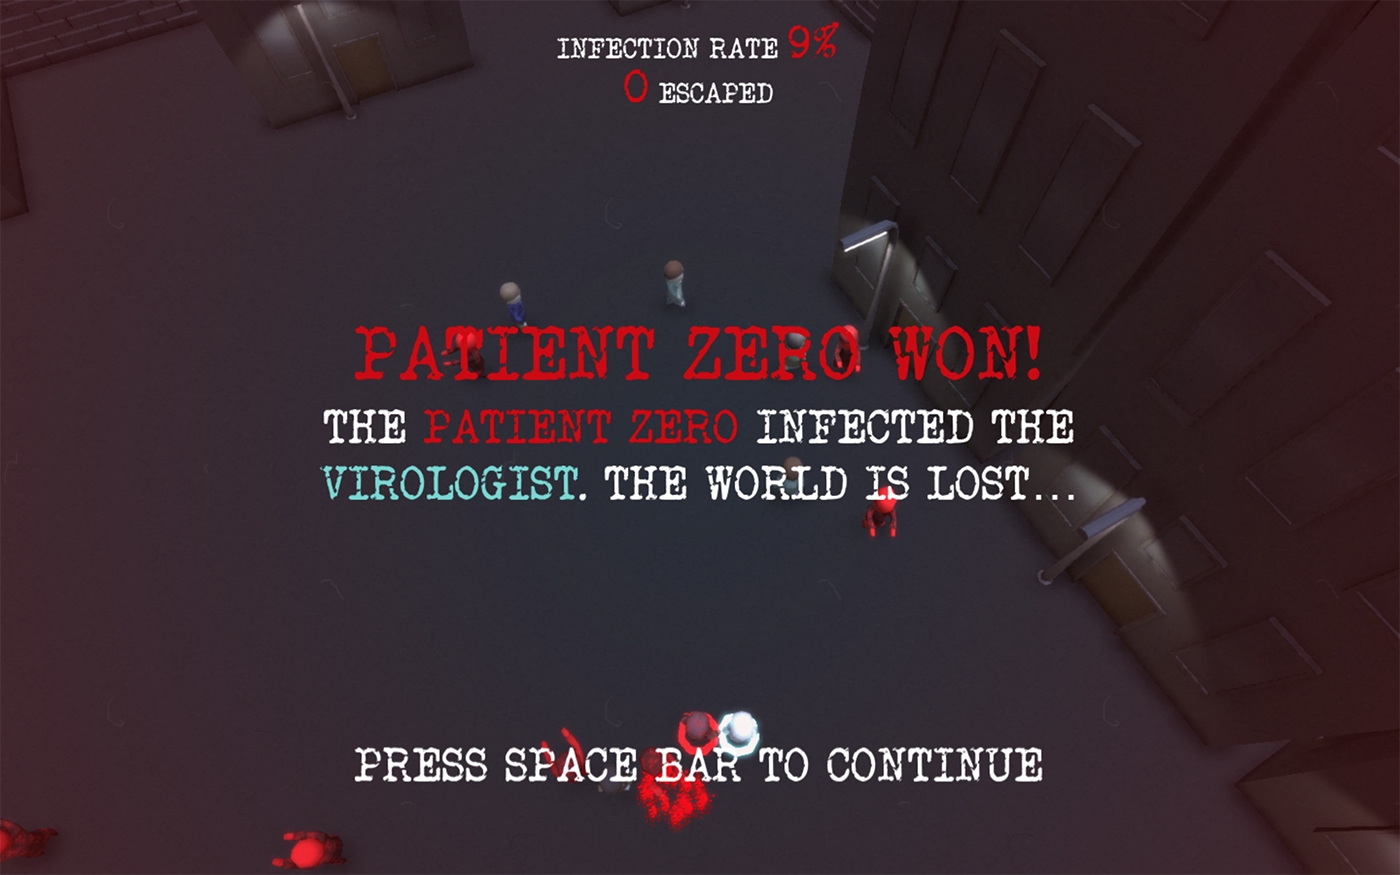 INFECTION RATE 9%
0 ESCAPED
PATIENT ZERO WON!
THE PATIENT ZERO INFECTED THE
VIROLOGIST. THE WORLD IS LOST...
PRESS SPACE BAR TO CONTINUE